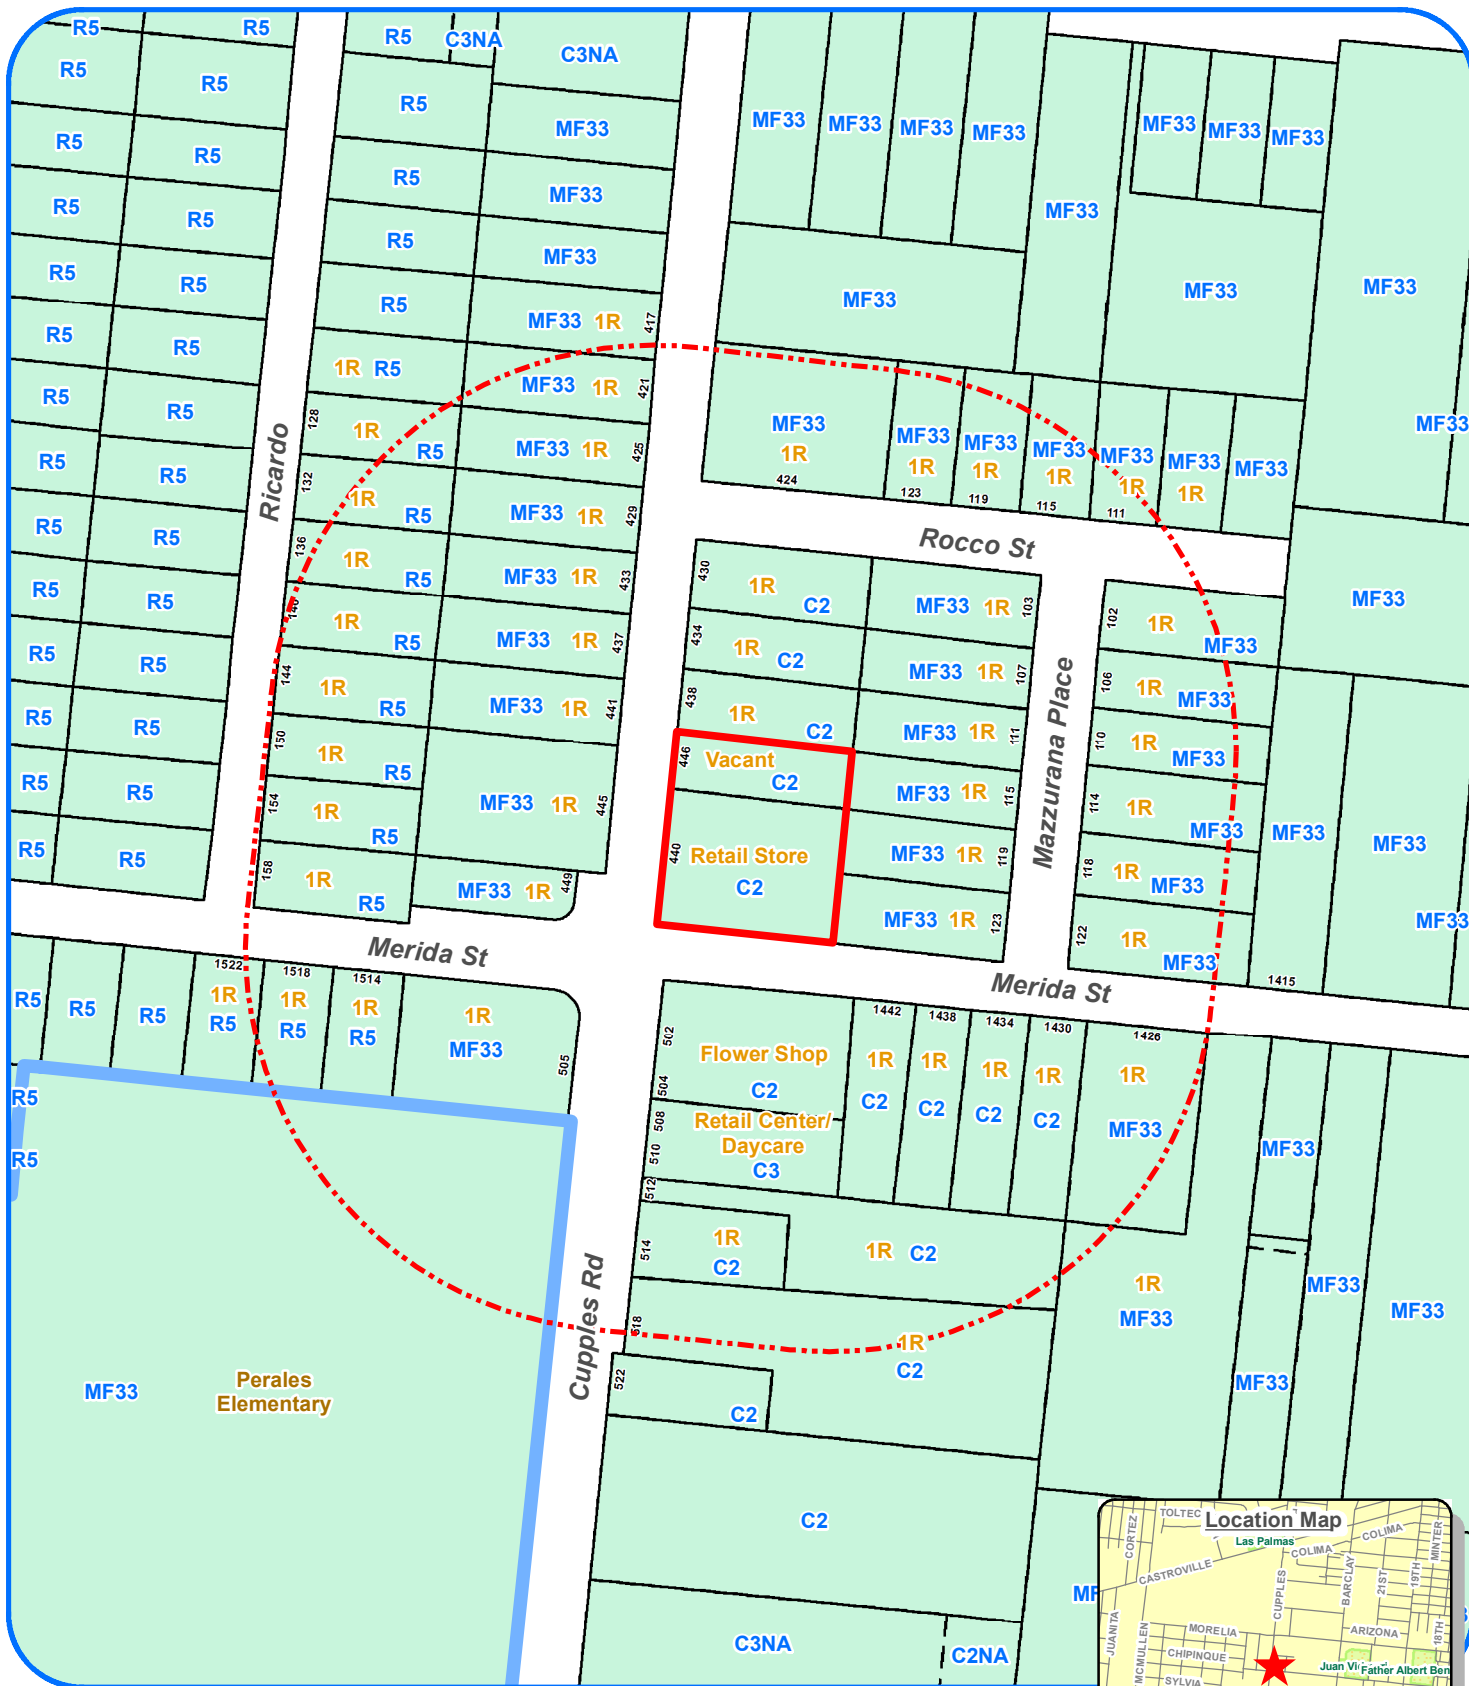 R5
R5
R5
C3NA
C3NA
R5
R5
R5
MF33
MF33
MF33
MF33
MF33
MF33
MF33
MF33
R5
R5
R5
MF33
R5
R5
R5
MF33
MF33
R5
R5
R5
MF33
MF33
MF33
MF33
R5
R5
MF33 1R
417
R5
R5
1R R5
MF33 1R
421
MF33
1R
424
MF33
1R
123
MF33
1R
119
MF33
1R
115
MF33
1R
111
MF33
1R
MF33
MF33
R5
R5
128
1R
R5
MF33 1R
425
Ricardo
R5
R5
132
1R
R5
MF33 1R
429
Rocco St
R5
R5
136
1R
R5
MF33 1R
433
430
1R
C2
MF33 1R
103
102
1R
MF33
MF33
R5
R5
140
1R
R5
MF33 1R
437
434
1R
C2
MF33 1R
107
106
1R
MF33
R5
R5
144
1R
R5
MF33 1R
441
438
1R
C2
MF33 1R
111
110
1R
MF33
Mazzurana Place
R5
R5
150
1R
R5
446
Vacant
C2
MF33 1R
115
114
1R
MF33
MF33
MF33
R5
R5
154
1R
R5
MF33 1R
445
440
Retail Store
C2
MF33 1R
119
118
1R
MF33
R5
R5
158
1R
R5
MF33 1R
449
MF33 1R
123
122
1R
MF33
MF33
Merida St
Merida St
1415
R5
R5
R5
1522
1R
R5
1518
1R
R5
1514
1R
R5
1R
MF33
505
502
504
Flower Shop
C2
1442
1R
C2
1438
1R
C2
1434
1R
C2
1430
1R
C2
1426
1R
MF33
R5
R5
508
510
512
Retail Center/
Daycare
C3
MF33
514
1R
C2
1R C2
1R
MF33
MF33
MF33
Cupples Rd
518
1R
C2
522
C2
MF33
MF33
Perales
Elementary
C2
C3NA
C2NA
Location Map
TOLTEC
CORTEZ
Las Palmas
COLIMA
COLIMA
MINTER
CASTROVILLE
CUPPLES
BARCLAY
21ST
19TH
JUANITA
MCMULLEN
MORELIA
ARIZONA
18TH
CHIPINQUE
SYLVIA
Father Albert Ben